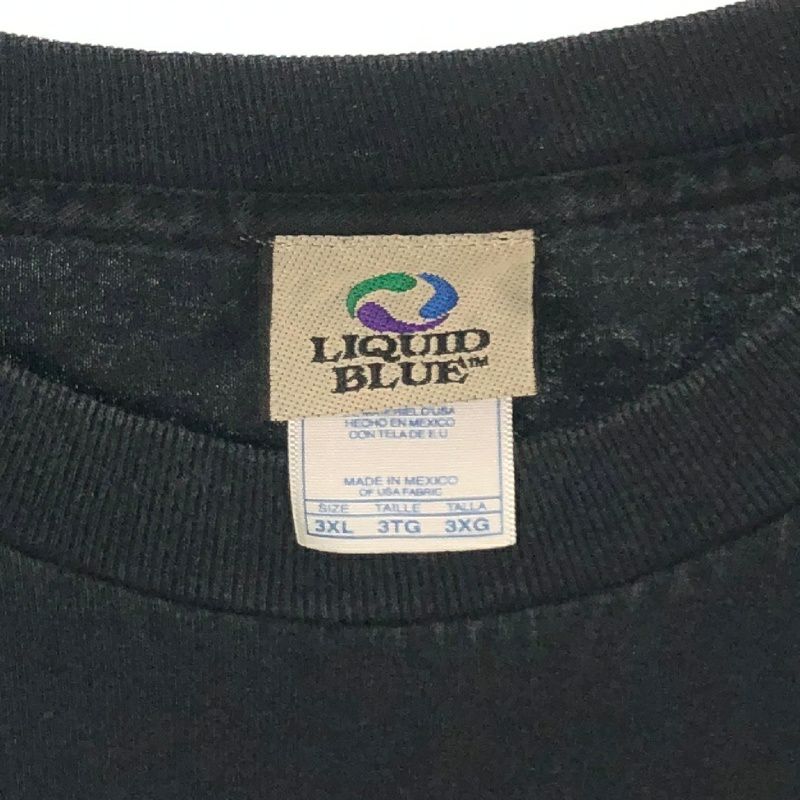 LIQUID
BLUE™
HECHO EN MEXICO
CON TELA DE E.U
MADE IN MEXICO
OF USA FABRIC
SIZE TAILLE TALLA
3XL 3TG 3XG